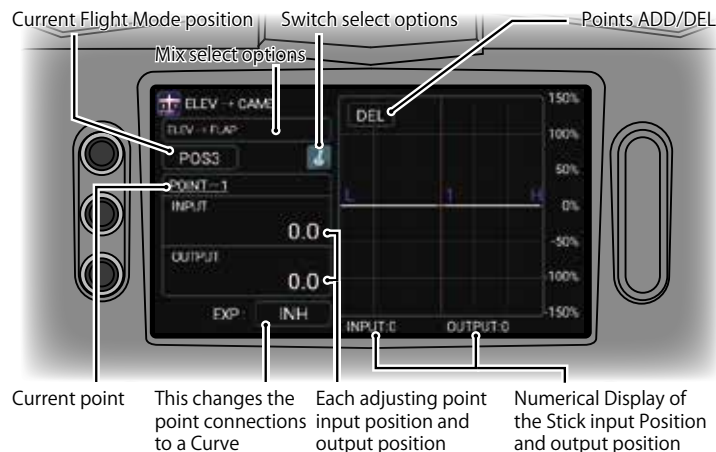 Current Flight Mode position
Switch select options
Points ADD/DEL
Mix select options
ELEV → CAMB
ELEV → FLAP
POS3
POINT-1
INPUT
0.0
OUTPUT
0.0
EXP
INH
DEL
L
1
H
150%
100%
50%
0%
-50%
-100%
-150%
INPUT:0
OUTPUT:0
Current point
This changes the
point connections
to a Curve
Each adjusting point
input position and
output position
Numerical Display of
the Stick input Position
and output position